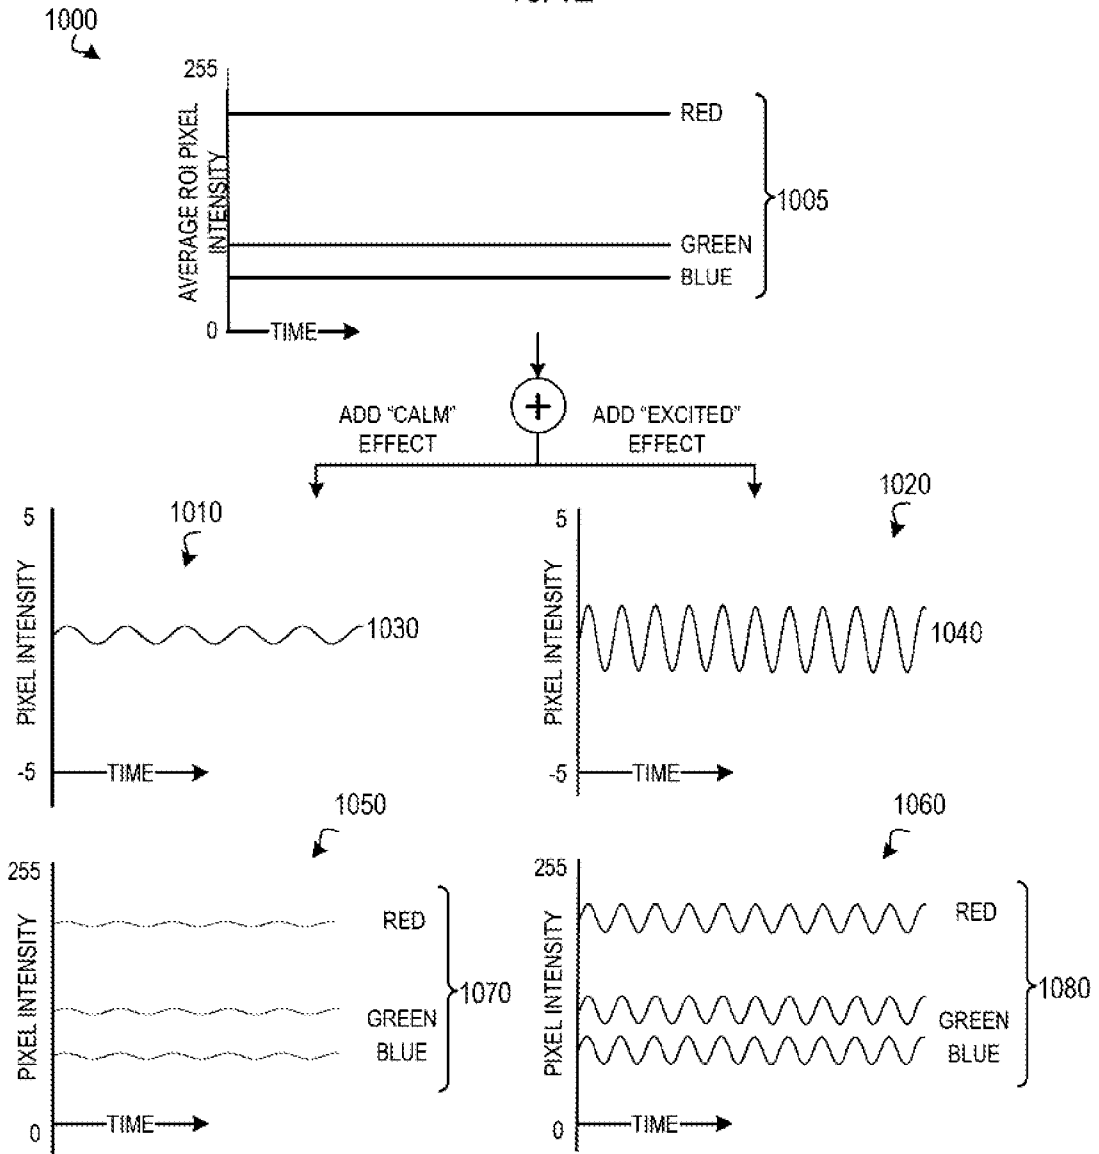 1000
255
AVERAGE ROI PIXEL
INTENSITY
RED
1005
GREEN
BLUE
0
TIME
+
ADD "CALM"
EFFECT
ADD "EXCITED"
EFFECT
1010
5
PIXEL INTENSITY
1030
-5
TIME
1020
5
PIXEL INTENSITY
1040
-5
TIME
1050
255
PIXEL INTENSITY
RED
1070
GREEN
BLUE
0
TIME
1060
255
PIXEL INTENSITY
RED
1080
GREEN
BLUE
0
TIME